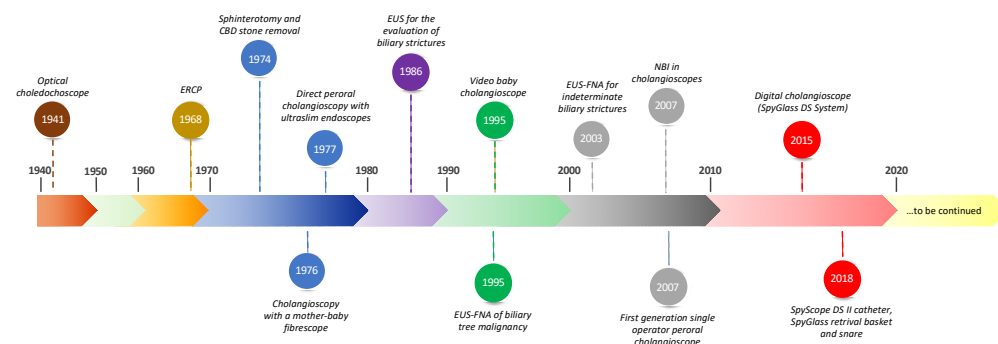 Optical
choledochoscope
1941
ERCP
1968
Sphinterotomy and
CBD stone removal
1974
Direct peroral
cholangioscopy with
ultraslim endoscopes
1977
EUS for the
evaluation of
biliary strictures
1986
Video baby
cholangioscope
1995
EUS-FNA for
indeterminate
biliary strictures
2003
NBI in
cholangioscopes
2007
Digital cholangioscope
(SpyGlass DS System)
2015
1940
1950
1960
1970
1980
1990
2000
2010
2020
...to be continued
1976
Cholangioscopy
with a mother-baby
fibrescope
1995
EUS-FNA of biliary
tree malignancy
2007
First generation single
operator peroral
cholangioscope
2018
SpyScope DS II catheter,
SpyGlass retrival basket
and snare